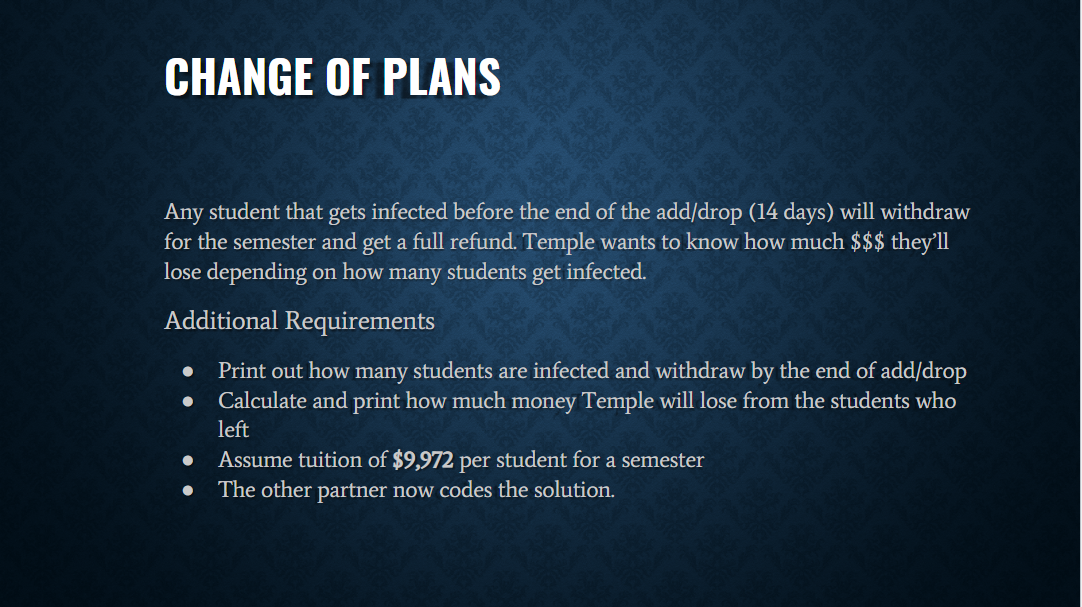 CHANGE OF PLANS
Any student that gets infected before the end of the add/drop (14 days) will withdraw
for the semester and get a full refund. Temple wants to know how much $$$ they’ll
lose depending on how many students get infected.
Additional Requirements
● Print out how many students are infected and withdraw by the end of add/drop
● Calculate and print how much money Temple will lose from the students who
left
● Assume tuition of $9,972 per student for a semester
● The other partner now codes the solution.